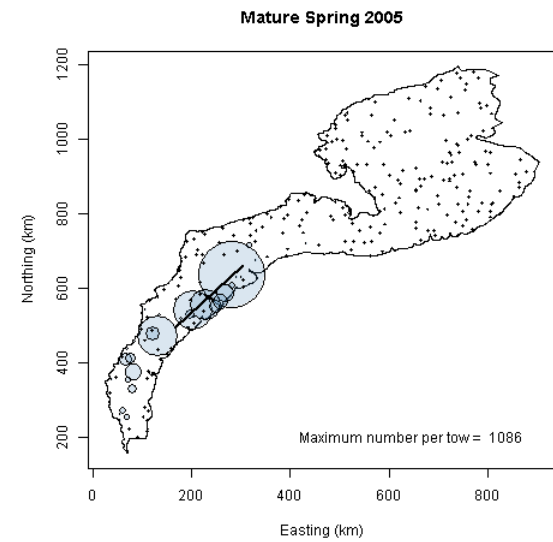 Mature Spring 2005
1200
1000
800
600
400
200
Northing (km)
Maximum number per tow = 1086
0 200 400 600 800
Easting (km)